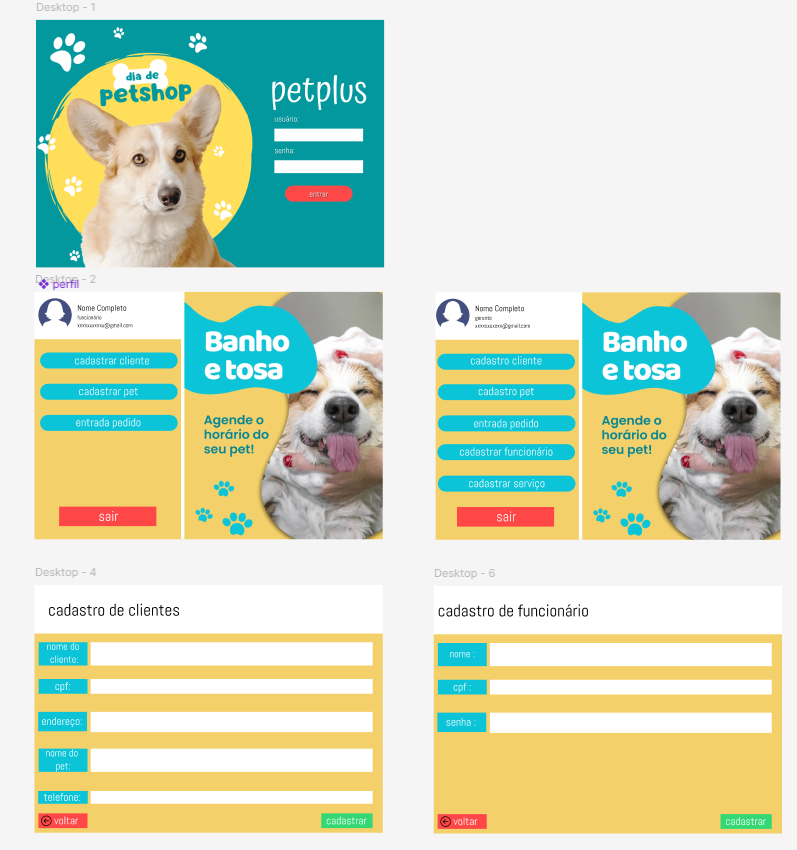 Desktop - 1
dia de
petshop
petplus
usuário:
senha:
entrar
Desktop - 2
perfil
Nome Completo
funcionário
xxnxxuxxnxx@gmail.com
cadastrar cliente
cadastrar pet
entrada pedido
sair
Banho
e tosa
Agende o
horário do
seu pet!
Nome Completo
gerente
cadastro cliente
cadastro pet
entrada pedido
cadastrar funcionário
cadastrar serviço
sair
Banho
e tosa
Agende o
horário do
seu pet!
Desktop - 4
cadastro de clientes
nome do
cliente:
cpf:
endereço:
nome do
pet:
telefone:
voltar
cadastrar
Desktop - 6
cadastro de funcionário
nome :
cpf :
senha :
voltar
cadastrar